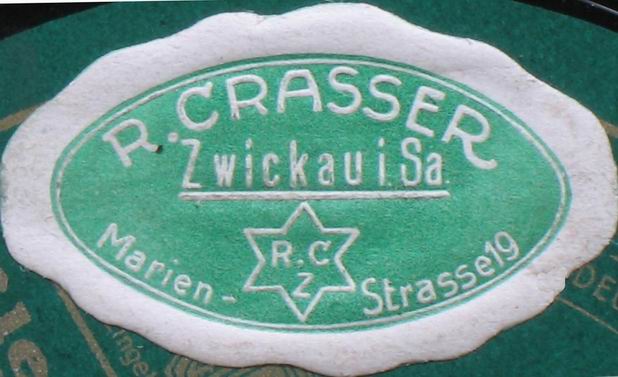 R. CRASSER
Zwickau i. Sa.
R. C
Z
Marien - Strasse 19